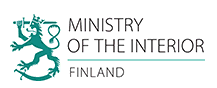 MINISTRY
OF THE INTERIOR
FINLAND